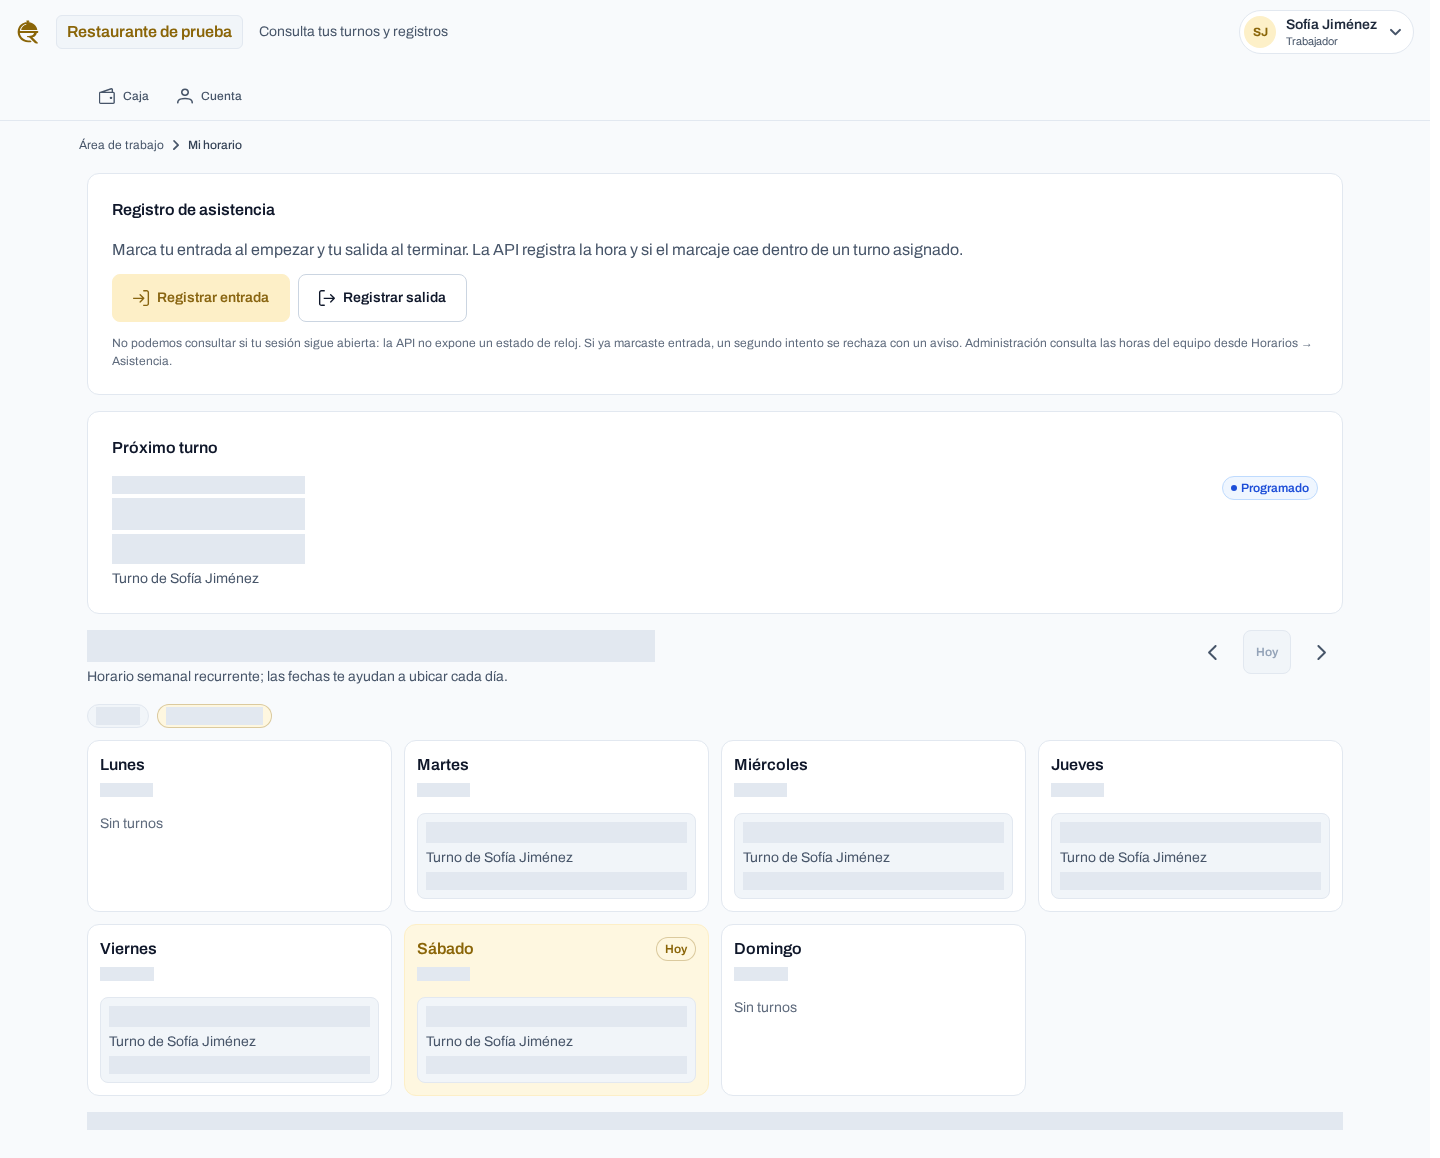 Restaurante de prueba
Consulta tus turnos y registros
SJ
Sofía Jiménez
Trabajador
Caja
Cuenta
Área de trabajo
Mi horario
Registro de asistencia
Marca tu entrada al empezar y tu salida al terminar. La API registra la hora y si el marcaje cae dentro de un turno asignado.
Registrar entrada
Registrar salida
No podemos consultar si tu sesión sigue abierta: la API no expone un estado de reloj. Si ya marcaste entrada, un segundo intento se rechaza con un aviso. Administración consulta las horas del equipo desde Horarios →
Asistencia.
Próximo turno
Programado
Turno de Sofía Jiménez
Hoy
Horario semanal recurrente; las fechas te ayudan a ubicar cada día.
Lunes
Sin turnos
Martes
Turno de Sofía Jiménez
Miércoles
Turno de Sofía Jiménez
Jueves
Turno de Sofía Jiménez
Viernes
Turno de Sofía Jiménez
Sábado
Hoy
Turno de Sofía Jiménez
Domingo
Sin turnos